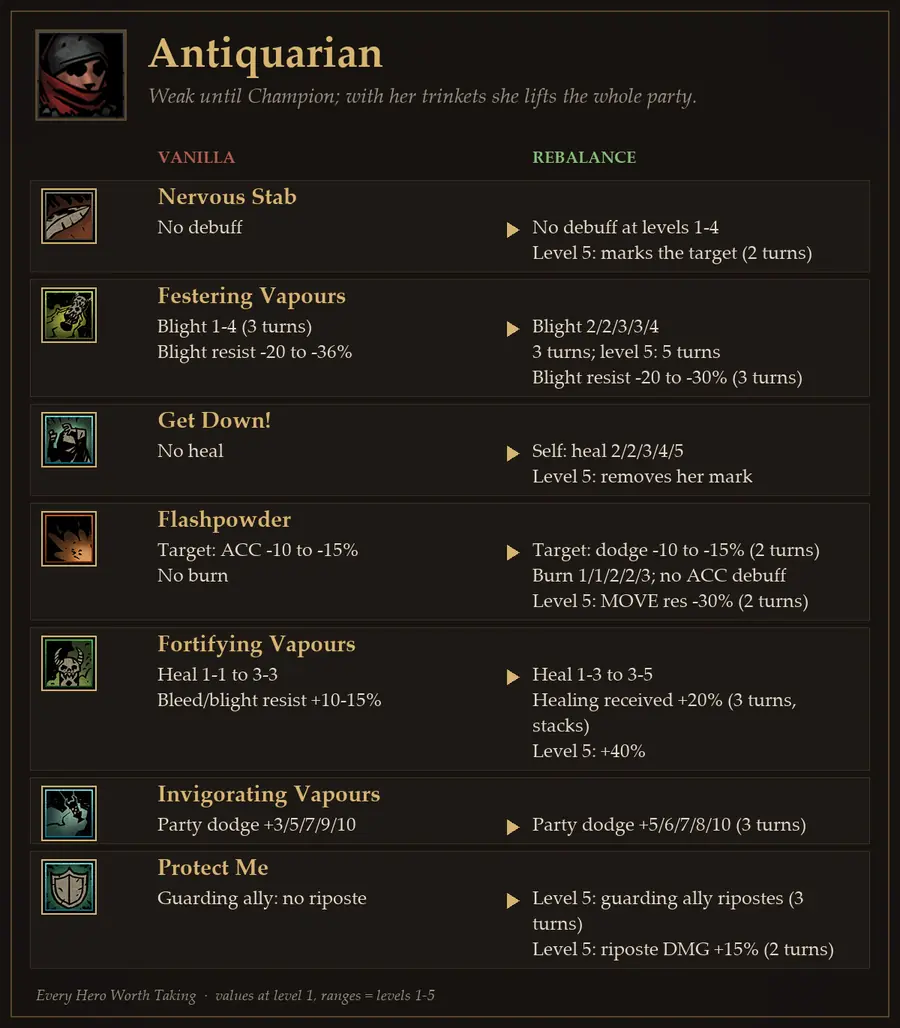 Antiquarian
Weak until Champion; with her trinkets she lifts the whole party.
VANILLA
REBALANCE
Nervous Stab
No debuff
No debuff at levels 1-4
Level 5: marks the target (2 turns)
Festering Vapours
Blight 1-4 (3 turns)
Blight resist -20 to -36%
Blight 2/2/3/3/4
3 turns; level 5: 5 turns
Blight resist -20 to -30% (3 turns)
Get Down!
No heal
Self: heal 2/2/3/4/5
Level 5: removes her mark
Flashpowder
Target: ACC -10 to -15%
No burn
Target: dodge -10 to -15% (2 turns)
Burn 1/1/2/2/3; no ACC debuff
Level 5: MOVE res -30% (2 turns)
Fortifying Vapours
Heal 1-1 to 3-3
Bleed/blight resist +10-15%
Heal 1-3 to 3-5
Healing received +20% (3 turns,
stacks)
Level 5: +40%
Invigorating Vapours
Party dodge +3/5/7/9/10
Party dodge +5/6/7/8/10 (3 turns)
Protect Me
Guarding ally: no riposte
Level 5: guarding ally ripostes (3
turns)
Level 5: riposte DMG +15% (2 turns)
Every Hero Worth Taking · values at level 1, ranges = levels 1-5